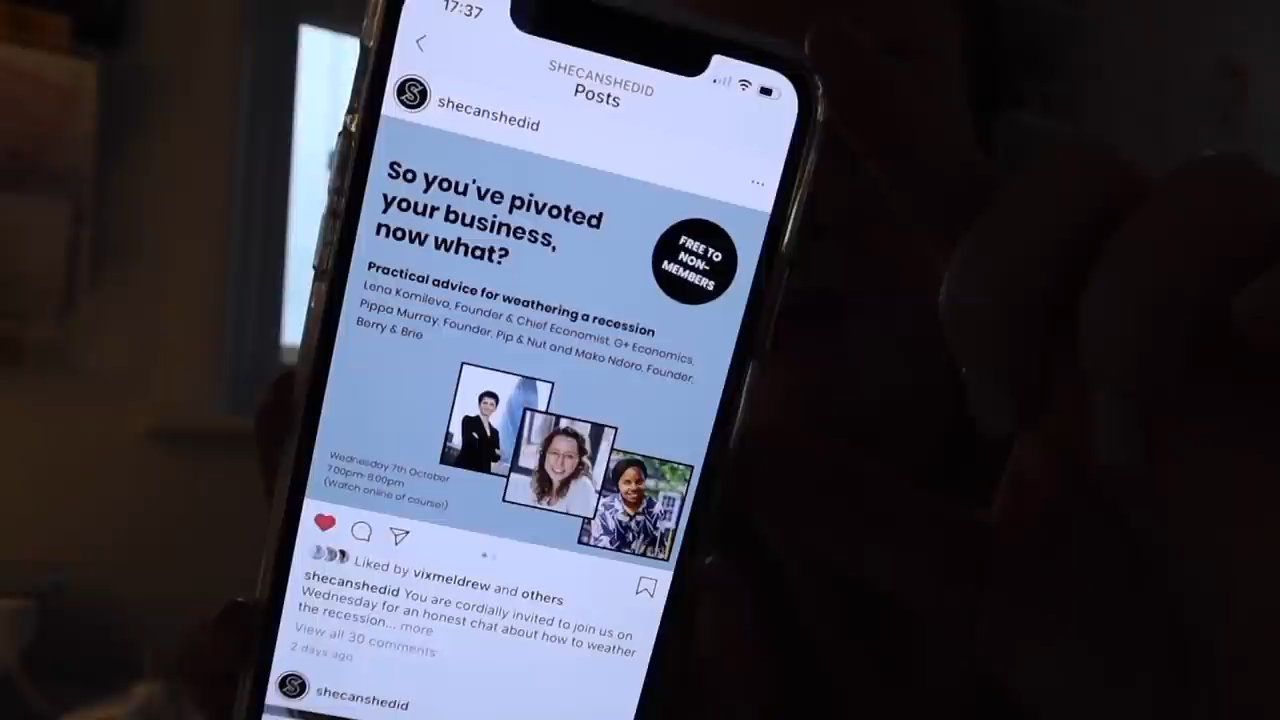 17:37
SHECANSHEDID
Posts
shecanshedid
So you've pivoted
your business,
now what?
FREE TO
NON-
MEMBERS
Practical advice for weathering a recession
Lena Komileva, Founder & Chief Economist, G+ Economics,
Pippa Murray, Founder, Pip & Nut and Mako Ndoro, Founder,
Berry & Brie
Wednesday 7th October
7:00pm-8:00pm
(Watch online of course!)
Liked by vixmeldrew and others
shecanshedid You are cordially invited to join us on
Wednesday for an honest chat about how to weather
the recession... more
View all 30 comments
2 days ago
shecanshedid